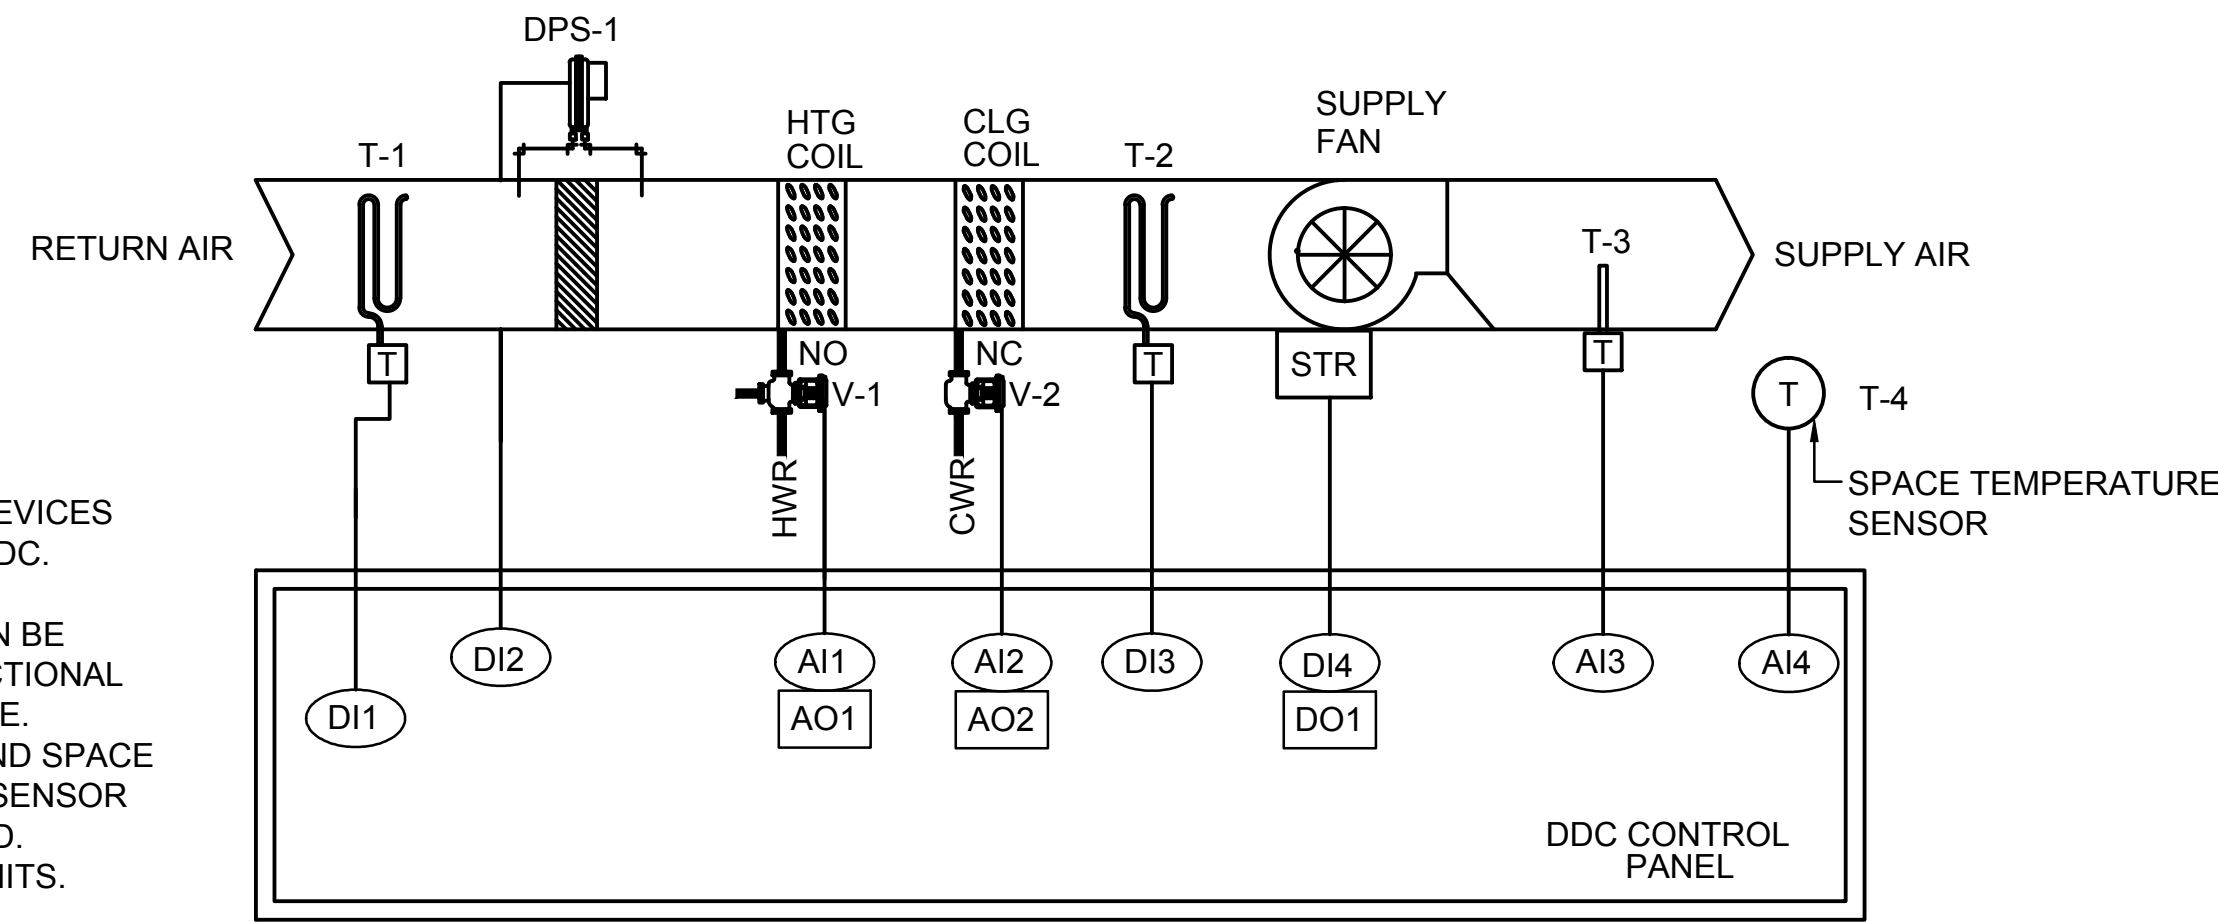 DPS-1
SUPPLY
FAN
HTG
COIL
CLG
COIL
T-1
T-2
RETURN AIR
T-3
SUPPLY AIR
T
NO
V-1
NC
V-2
T
STR
T
T
T-4
HWR
CWR
SPACE TEMPERATURE
SENSOR
EVICES
DC.
N BE
CTIONAL
E.
ND SPACE
SENSOR
D.
MITS.
DI1
DI2
AI1
AO1
AI2
AO2
DI3
DI4
DO1
AI3
AI4
DDC CONTROL
PANEL